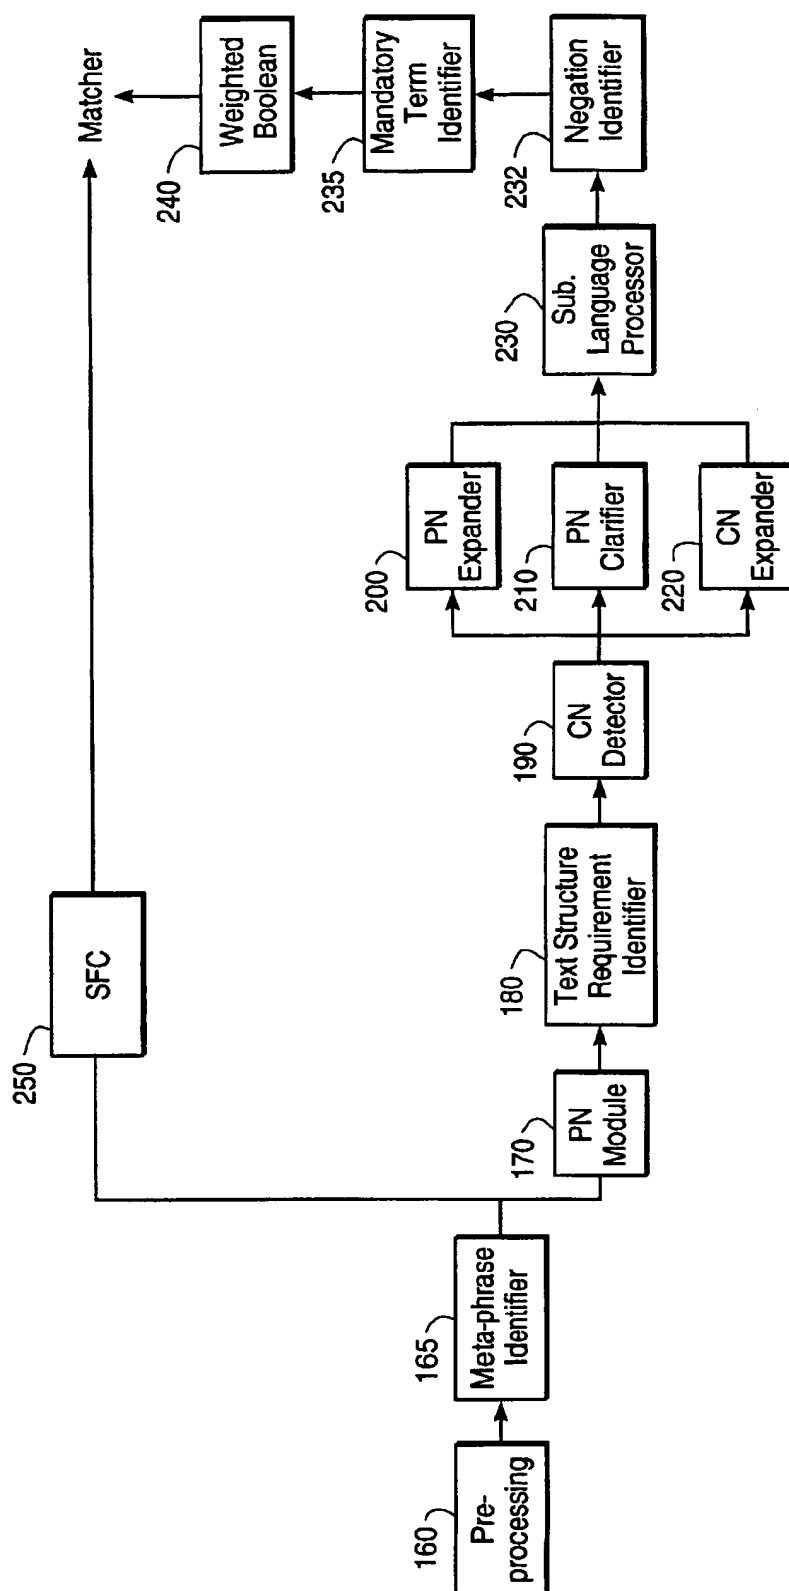 160
Pre-
processing
165
Meta-phrase
Identifier
250
SFC
170
PN
Module
180
Text Structure
Requirement
Identifier
190
CN
Detector
200
PN
Expander
210
PN
Clarifier
220
CN
Expander
230
Sub.
Language
Processor
232
Negation
Identifier
235
Mandatory
Term
Identifier
240
Weighted
Boolean
Matcher